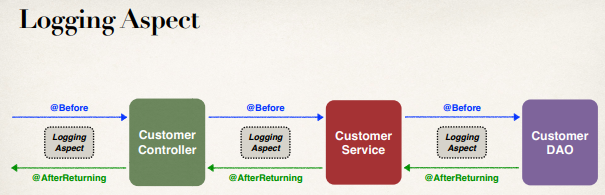 Logging Aspect
@Before
@Before
@Before
Logging
Aspect
Customer
Controller
Logging
Aspect
Customer
Service
Logging
Aspect
Customer
DAO
@AfterReturning
@AfterReturning
@AfterReturning